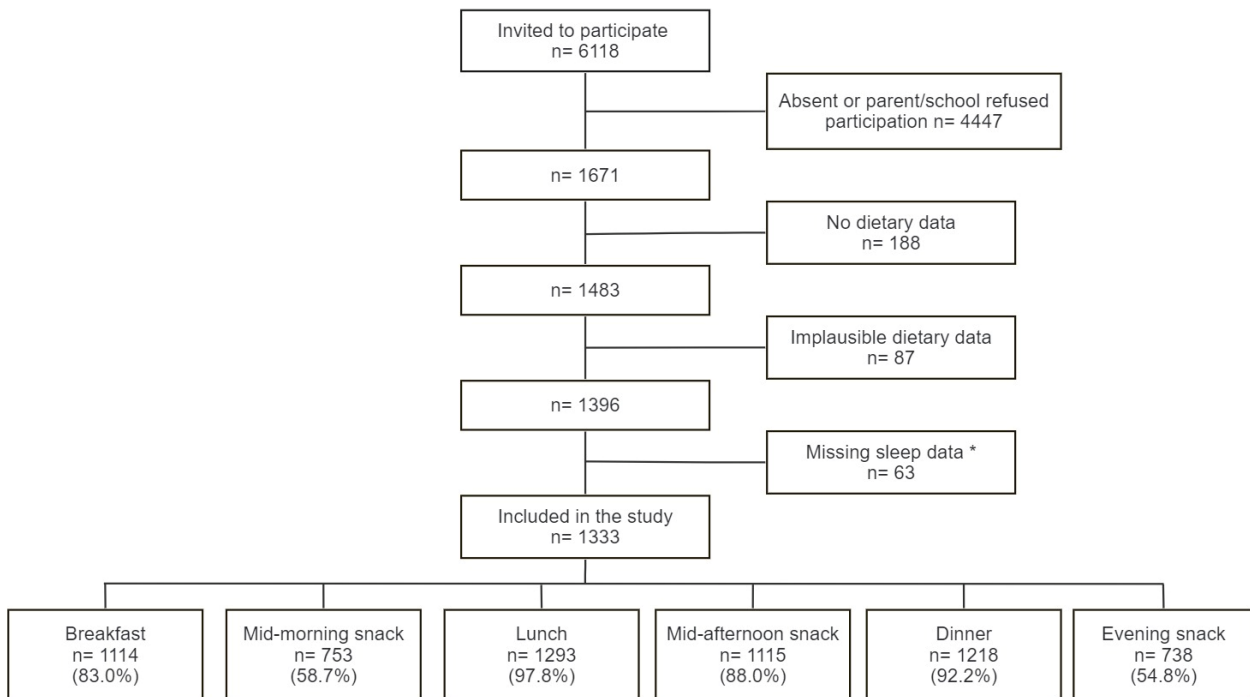 Invited to participate
n= 6118
Absent or parent/school refused
participation n= 4447
n= 1671
No dietary data
n= 188
n= 1483
Implausible dietary data
n= 87
n= 1396
Missing sleep data *
n= 63
Included in the study
n= 1333
Breakfast
n= 1114
(83.0%)
Mid-morning snack
n= 753
(58.7%)
Lunch
n= 1293
(97.8%)
Mid-afternoon snack
n= 1115
(88.0%)
Dinner
n= 1218
(92.2%)
Evening snack
n= 738
(54.8%)